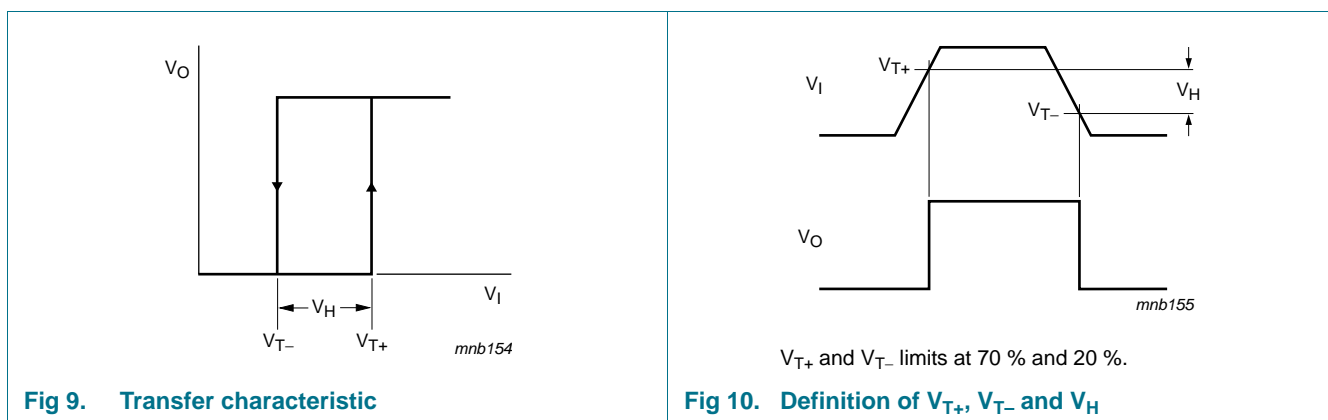 V_O
V_H
V_I
V_T–
V_T+
mnb154
Fig 9. Transfer characteristic
V_T+
V_I
V_H
V_T–
V_O
mnb155
V_T+ and V_T– limits at 70 % and 20 %.
Fig 10. Definition of V_T+, V_T– and V_H